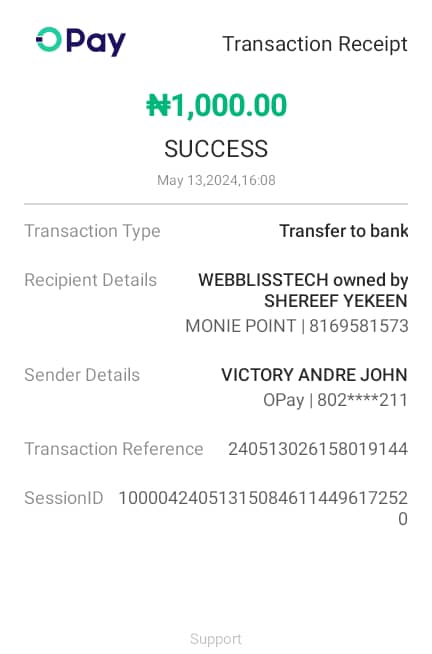 OPay
Transaction Receipt
₦1,000.00
SUCCESS
May 13,2024,16:08
Transaction Type Transfer to bank
Recipient Details WEBBLISSTECH owned by
SHEREEF YEKEEN
MONIE POINT | 8169581573
Sender Details VICTORY ANDRE JOHN
OPay | 802****211
Transaction Reference 240513026158019144
SessionID 10000424051315084611449617252
0
Support